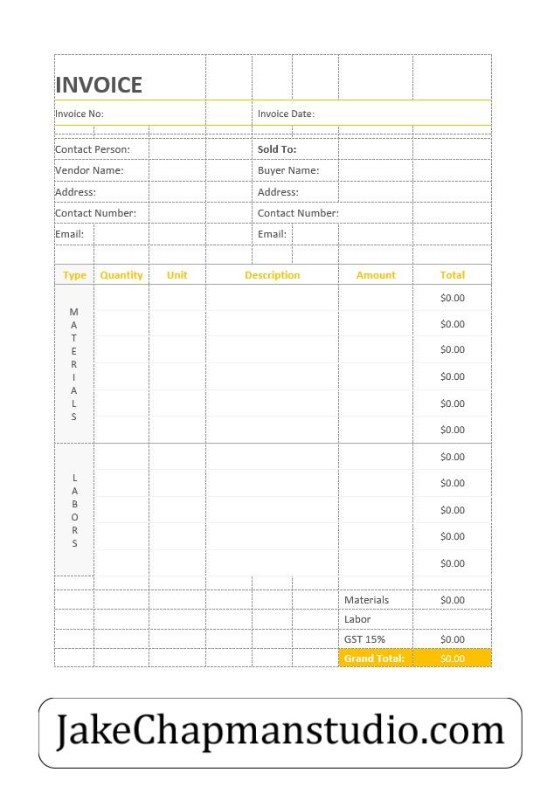 INVOICE
Invoice No: Invoice Date:
Contact Person: Sold To:
Vendor Name: Buyer Name:
Address: Address:
Contact Number: Contact Number:
Email: Email:
Type Quantity Unit Description Amount Total
MATERIALS
$0.00
$0.00
$0.00
$0.00
$0.00
$0.00
LABORS
$0.00
$0.00
$0.00
$0.00
$0.00
Materials $0.00
Labor
GST 15% $0.00
Grand Total: $0.00
JakeChapmanstudio.com